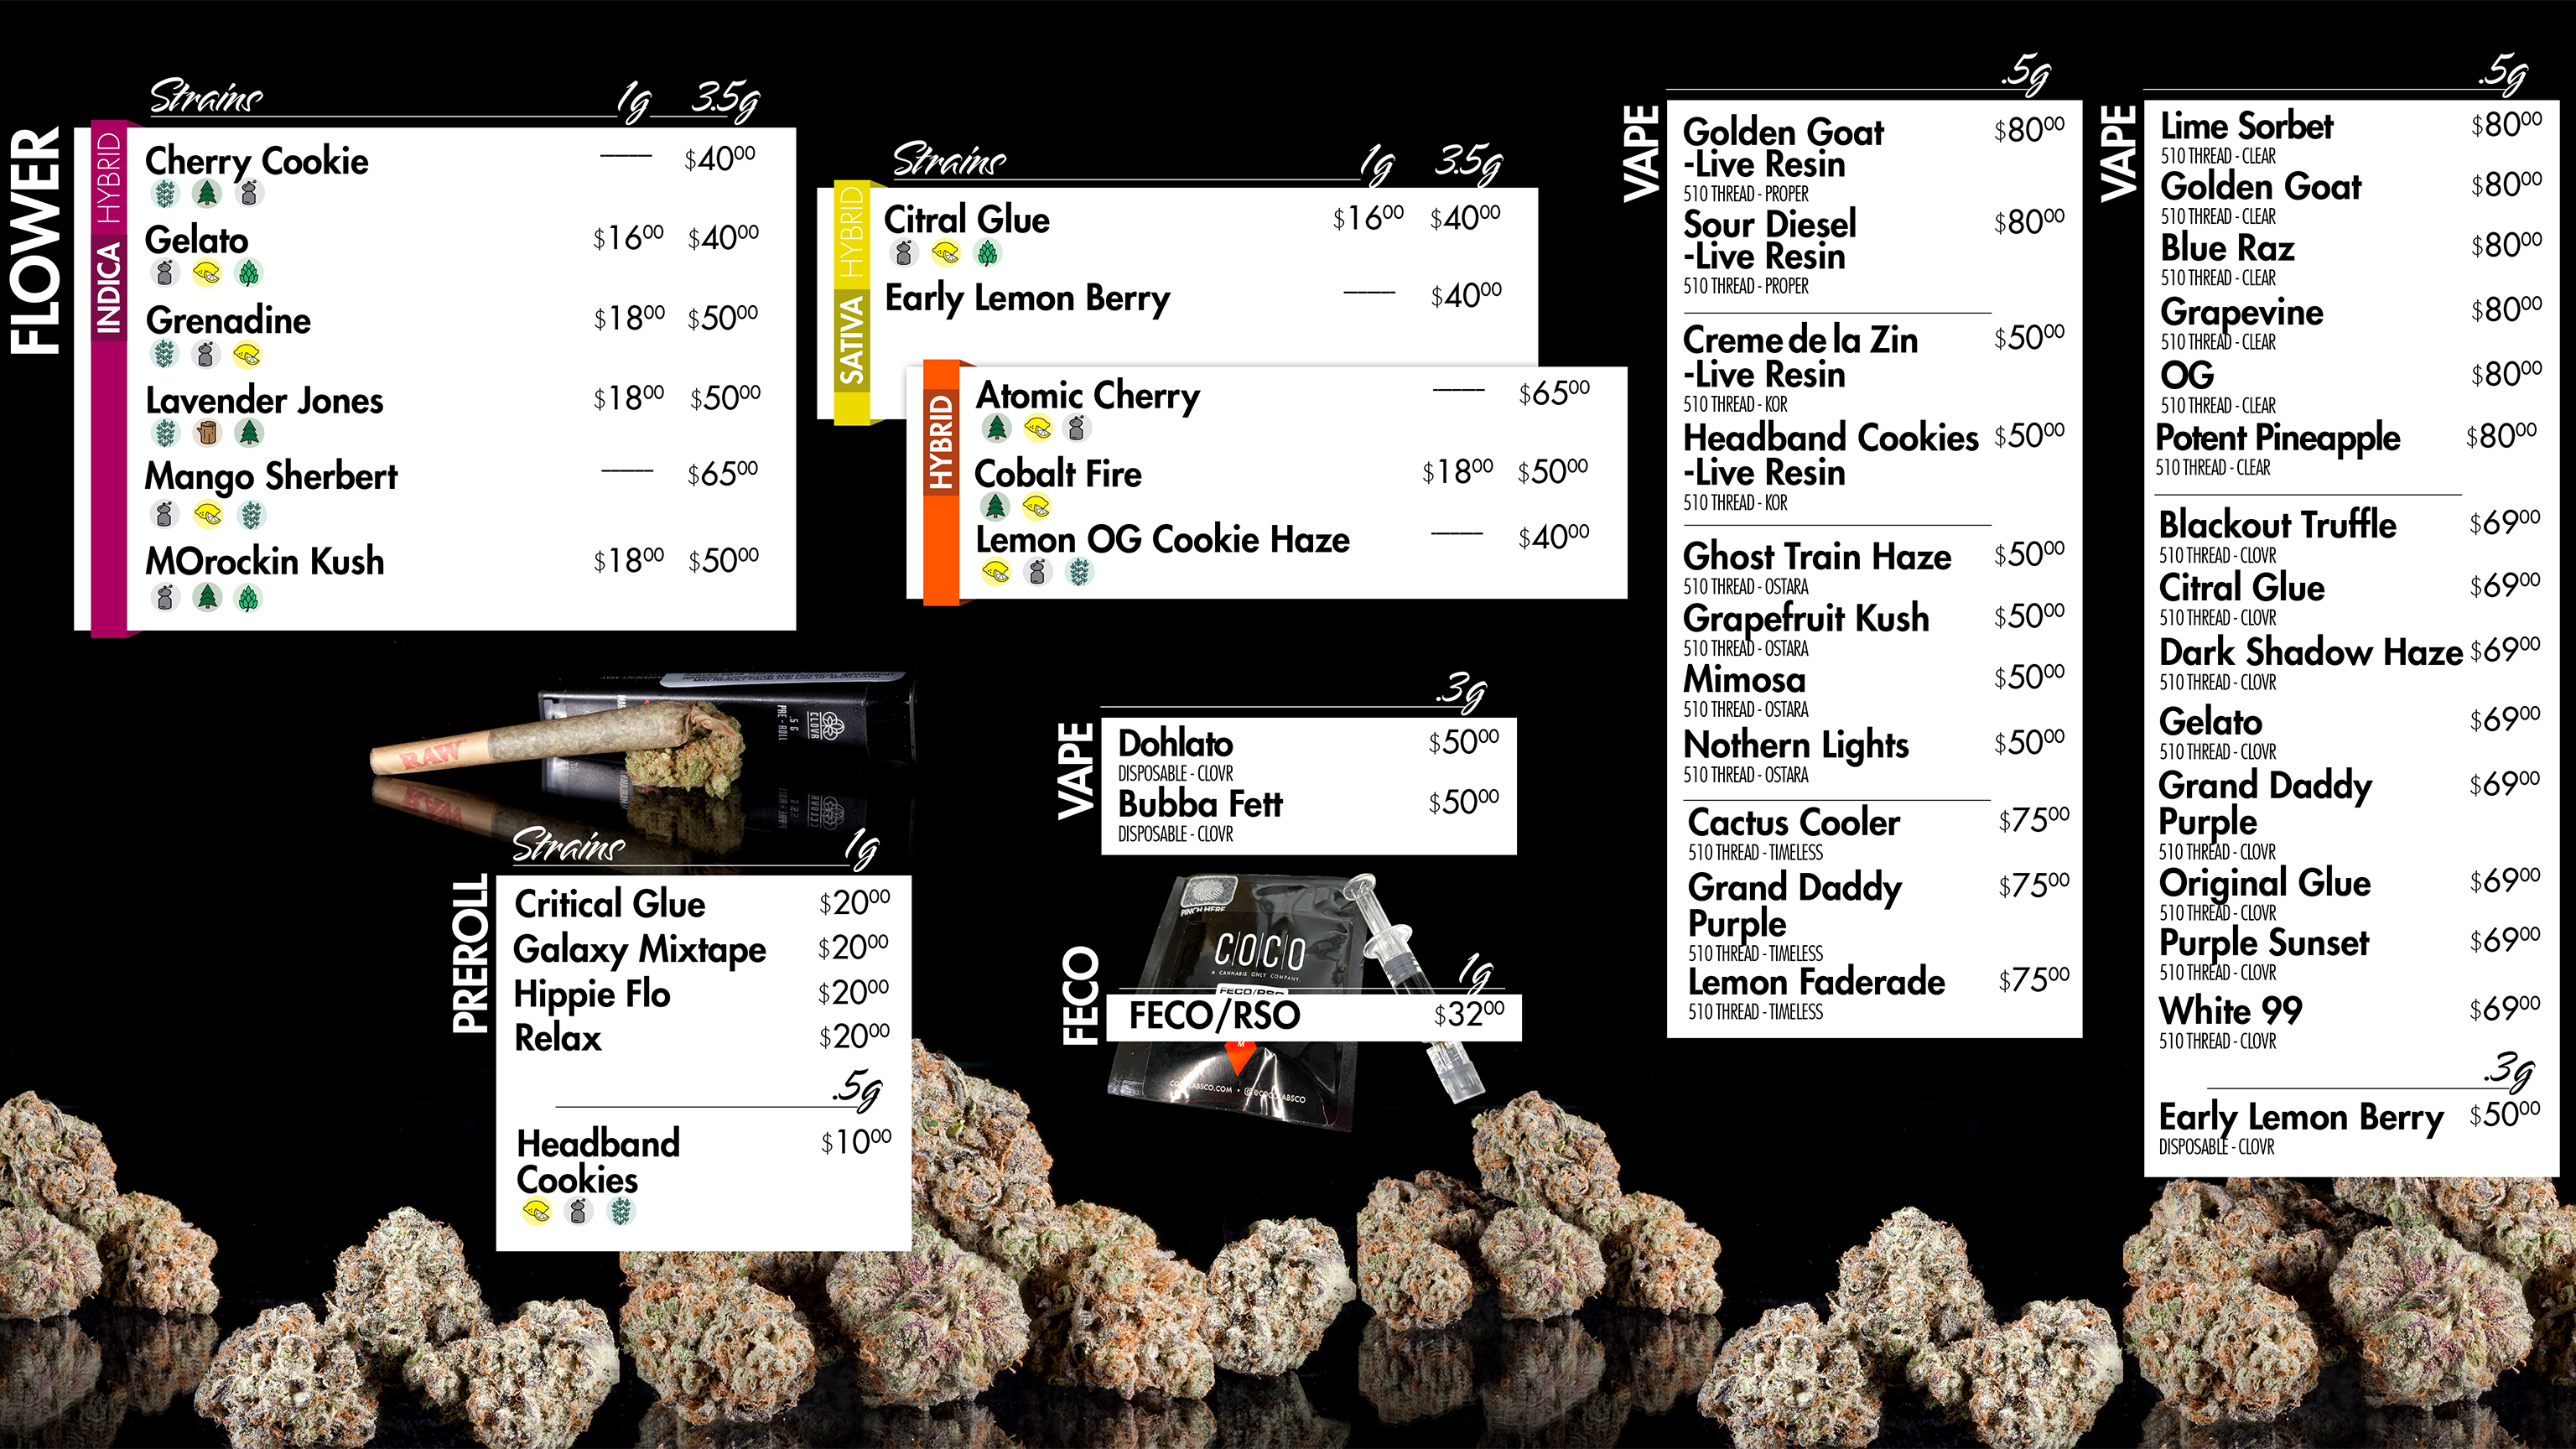 FLOWER
INDICA HYBRID
Strains 1g 3.5g
Cherry Cookie —— $40.00
Gelato $16.00 $40.00
Grenadine $18.00 $50.00
Lavender Jones $18.00 $50.00
Mango Sherbert —— $65.00
MOrockin Kush $18.00 $50.00
SATIVA HYBRID
Strains 1g 3.5g
Citral Glue $16.00 $40.00
Early Lemon Berry —— $40.00
HYBRID
Atomic Cherry —— $65.00
Cobalt Fire $18.00 $50.00
Lemon OG Cookie Haze —— $40.00
RAW
CLOVR
.5G
PRE-ROLL
PREROLL
Strains 1g
Critical Glue $20.00
Galaxy Mixtape $20.00
Hippie Flo $20.00
Relax $20.00
.5g
Headband
Cookies $10.00
VAPE
.3g
Dohlato $50.00
DISPOSABLE - CLOVR
Bubba Fett $50.00
DISPOSABLE - CLOVR
FECO
PINCH HERE
C|O|C|O
A CANNABIS ONLY COMPANY.
1g
FECO/RSO
FECO/RSO $32.00
M
VAPE
.5g
Golden Goat $80.00
-Live Resin
510 THREAD - PROPER
Sour Diesel $80.00
-Live Resin
510 THREAD - PROPER
Creme de la Zin $50.00
-Live Resin
510 THREAD - KOR
Headband Cookies $50.00
-Live Resin
510 THREAD - KOR
Ghost Train Haze $50.00
510 THREAD - OSTARA
Grapefruit Kush $50.00
510 THREAD - OSTARA
Mimosa $50.00
510 THREAD - OSTARA
Nothern Lights $50.00
510 THREAD - OSTARA
Cactus Cooler $75.00
510 THREAD - TIMELESS
Grand Daddy $75.00
Purple
510 THREAD - TIMELESS
Lemon Faderade $75.00
510 THREAD - TIMELESS
VAPE
.5g
Lime Sorbet $80.00
510 THREAD - CLEAR
Golden Goat $80.00
510 THREAD - CLEAR
Blue Raz $80.00
510 THREAD - CLEAR
Grapevine $80.00
510 THREAD - CLEAR
OG $80.00
510 THREAD - CLEAR
Potent Pineapple $80.00
510 THREAD - CLEAR
Blackout Truffle $69.00
510 THREAD - CLOVR
Citral Glue $69.00
510 THREAD - CLOVR
Dark Shadow Haze $69.00
510 THREAD - CLOVR
Gelato $69.00
510 THREAD - CLOVR
Grand Daddy $69.00
Purple
510 THREAD - CLOVR
Original Glue $69.00
510 THREAD - CLOVR
Purple Sunset $69.00
510 THREAD - CLOVR
White 99 $69.00
510 THREAD - CLOVR
.3g
Early Lemon Berry $50.00
DISPOSABLE - CLOVR